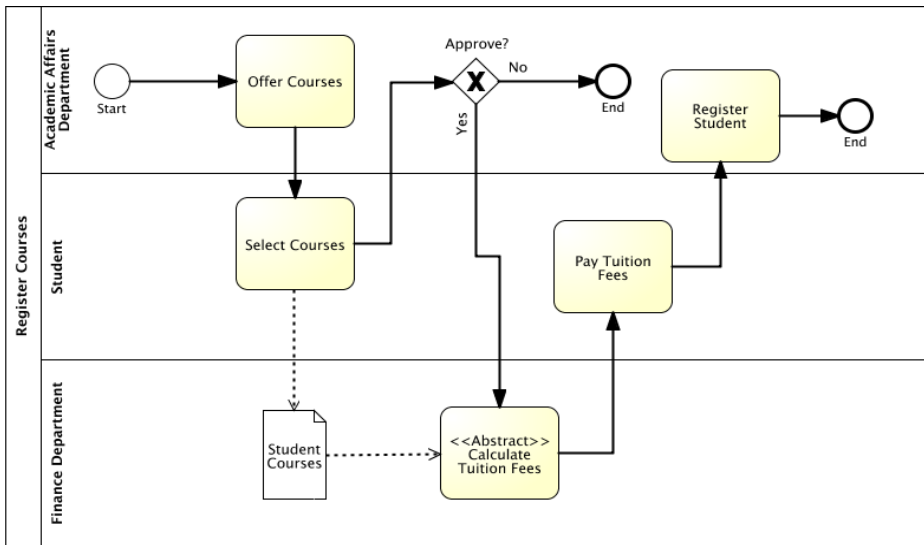 Register Courses
Academic Affairs
Department
Start
Offer Courses
Approve?
X
No
Yes
End
Register
Student
End
Student
Select Courses
Pay Tuition
Fees
Finance Department
Student
Courses
<<Abstract>>
Calculate
Tuition Fees